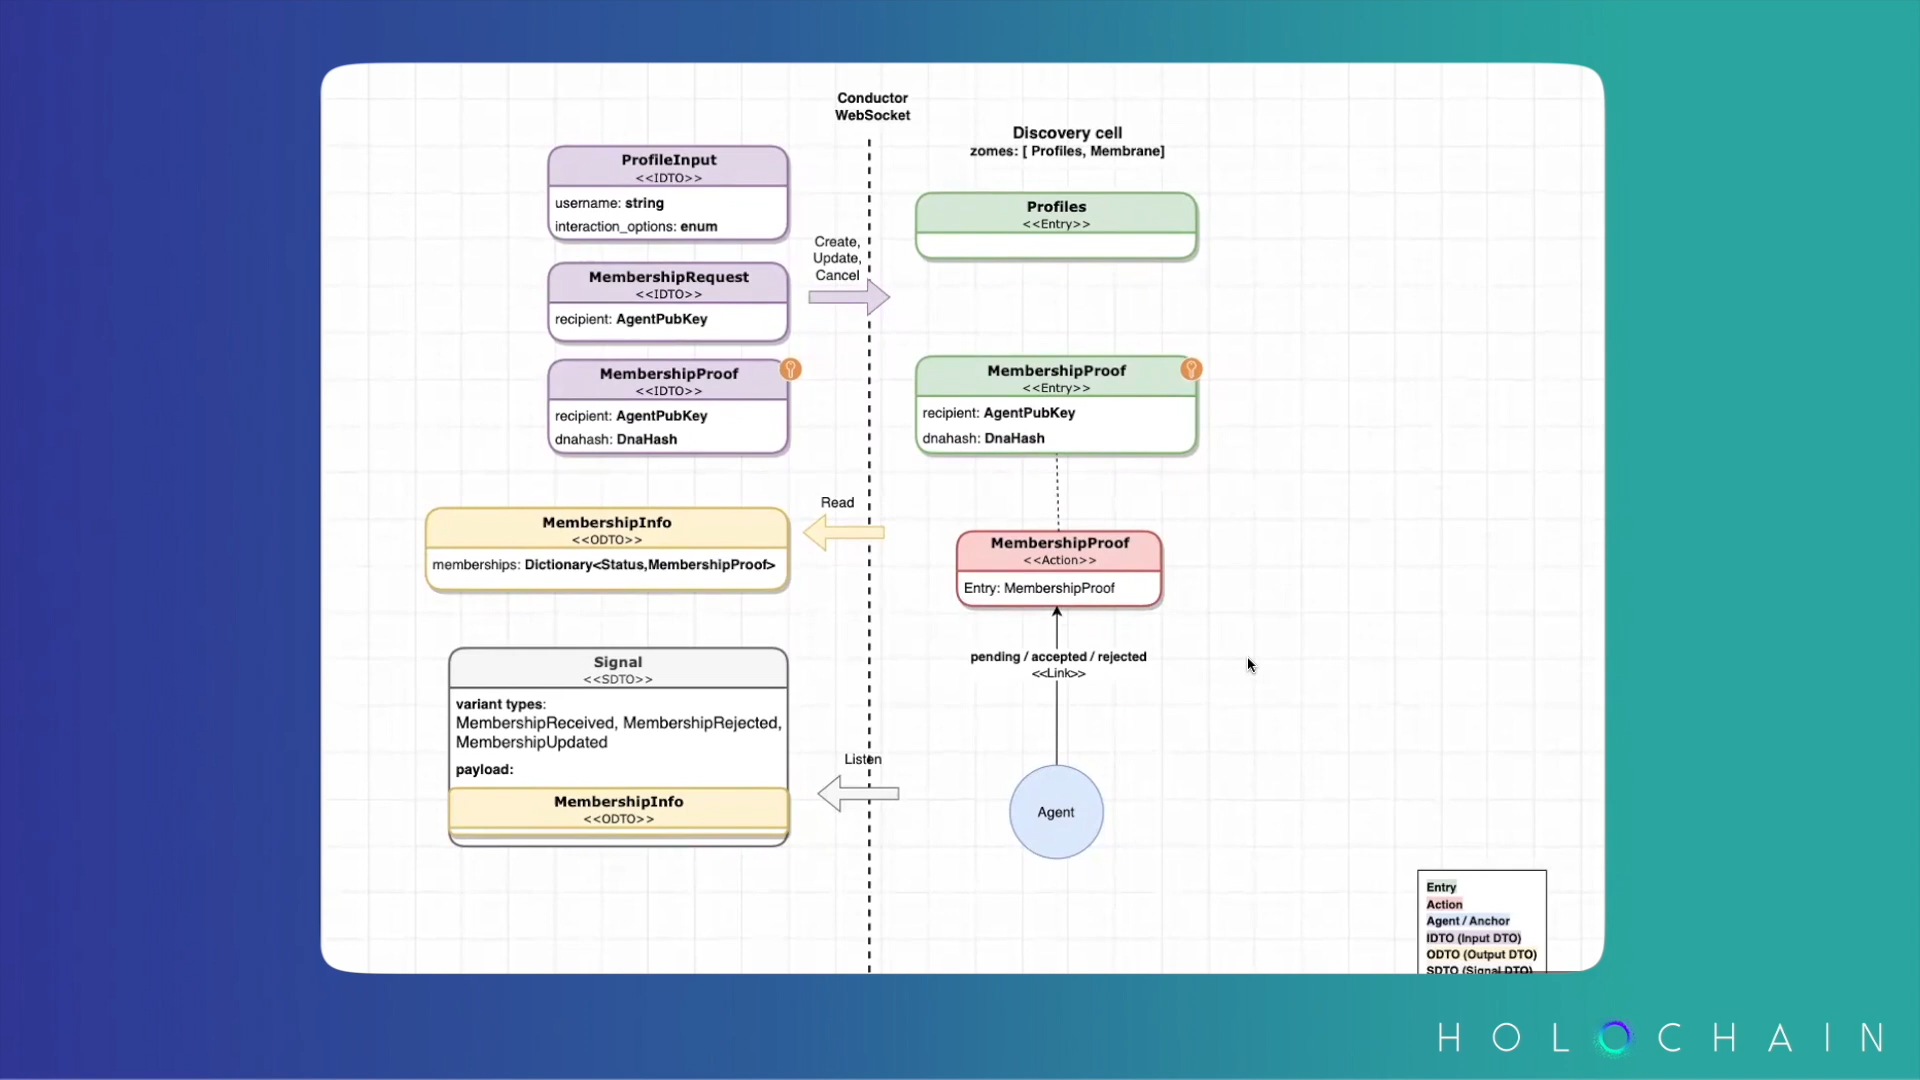 Conductor
WebSocket
Discovery cell
zomes: [ Profiles, Membrane]
ProfileInput
<<IDTO>>
username: string
interaction_options: enum
Profiles
<<Entry>>
Create,
Update,
Cancel
MembershipRequest
<<IDTO>>
recipient: AgentPubKey
MembershipProof
<<IDTO>>
recipient: AgentPubKey
dnahash: DnaHash
MembershipProof
<<Entry>>
recipient: AgentPubKey
dnahash: DnaHash
Read
MembershipInfo
<<ODTO>>
memberships: Dictionary<Status,MembershipProof>
MembershipProof
<<Action>>
Entry: MembershipProof
pending / accepted / rejected
<<Link>>
Signal
<<SDTO>>
variant types:
MembershipReceived, MembershipRejected,
MembershipUpdated
payload:
MembershipInfo
<<ODTO>>
Listen
Agent
Entry
Action
Agent / Anchor
IDTO (Input DTO)
ODTO (Output DTO)
SDTO (Signal DTO)
HOLOCHAIN